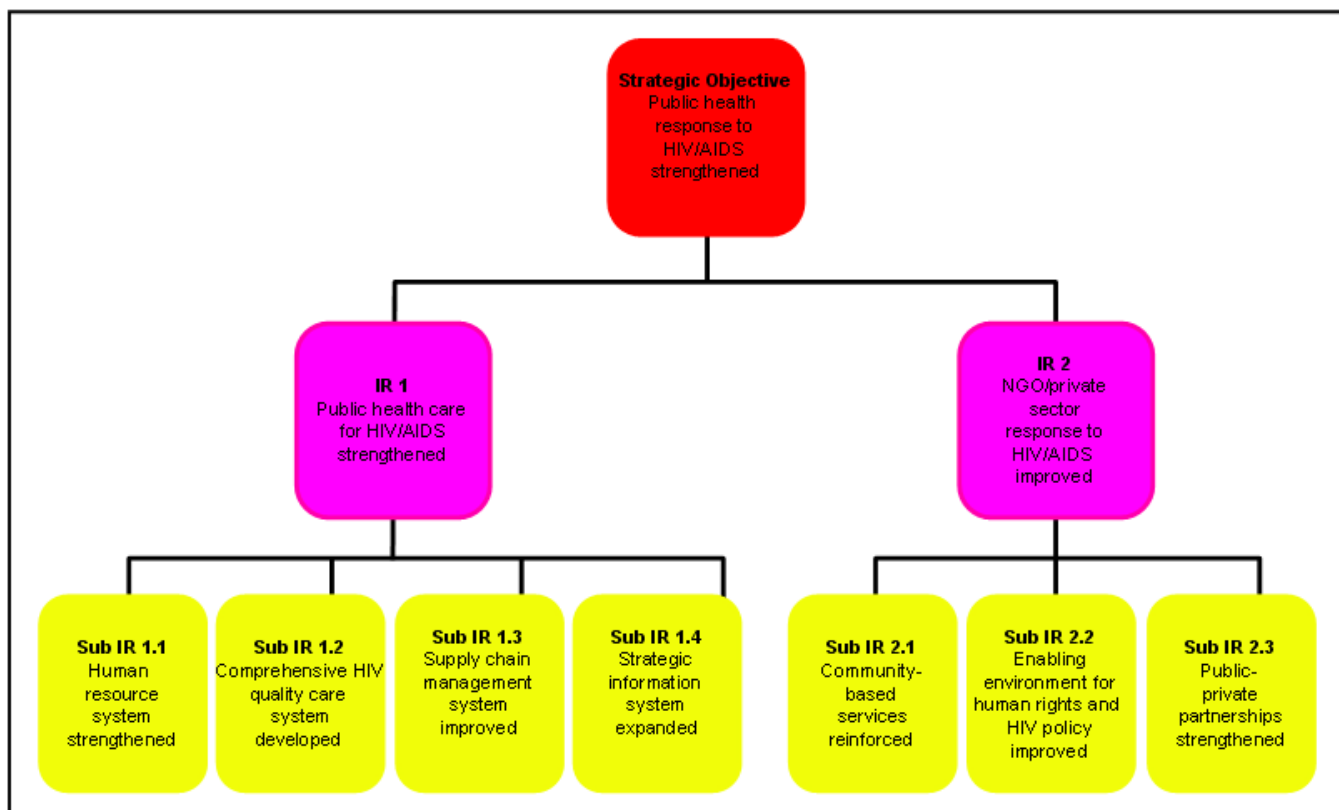 Strategic Objective
Public health
response to
HIV/AIDS
strengthened
IR 1
Public health care
for HIV/AIDS
strengthened
IR 2
NGO/private
sector
response to
HIV/AIDS
improved
Sub IR 1.1
Human
resource
system
strengthened
Sub IR 1.2
Comprehensive HIV
quality care
system
developed
Sub IR 1.3
Supply chain
management
system
improved
Sub IR 1.4
Strategic
information
system
expanded
Sub IR 2.1
Community-
based
services
reinforced
Sub IR 2.2
Enabling
environment for
human rights and
HIV policy
improved
Sub IR 2.3
Public-
private
partnerships
strengthened